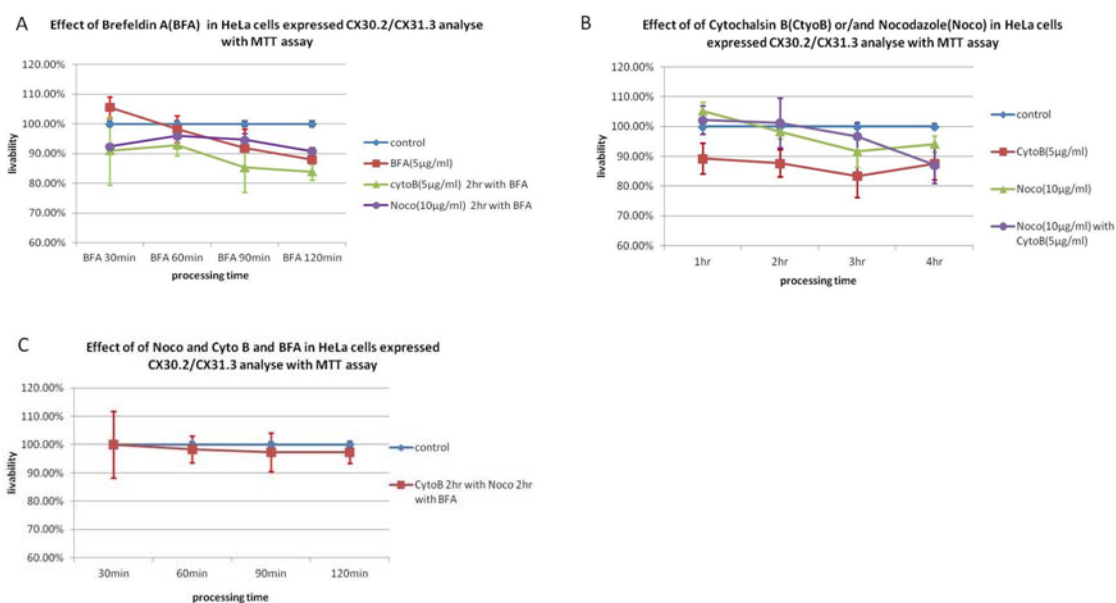 A
Effect of Brefeldin A(BFA) in HeLa cells expressed CX30.2/CX31.3 analyse
with MTT assay
120.00%
110.00%
100.00%
90.00%
80.00%
70.00%
60.00%
livability
BFA 30min BFA 60min BFA 90min BFA 120min
processing time
control
BFA(5μg/ml)
cytoB(5μg/ml) 2hr with BFA
Noco(10μg/ml) 2hr with BFA
B
Effect of of Cytochalsin B(CtyoB) or/and Nocodazole(Noco) in HeLa cells
expressed CX30.2/CX31.3 analyse with MTT assay
120.00%
110.00%
100.00%
90.00%
80.00%
70.00%
60.00%
livability
1hr 2hr 3hr 4hr
processing time
control
CytoB(5μg/ml)
Noco(10μg/ml)
Noco(10μg/ml) with
CytoB(5μg/ml)
C
Effect of of Noco and Cyto B and BFA in HeLa cells expressed
CX30.2/CX31.3 analyse with MTT assay
120.00%
110.00%
100.00%
90.00%
80.00%
70.00%
60.00%
livability
30min 60min 90min 120min
processing time
control
CytoB 2hr with Noco 2hr
with BFA